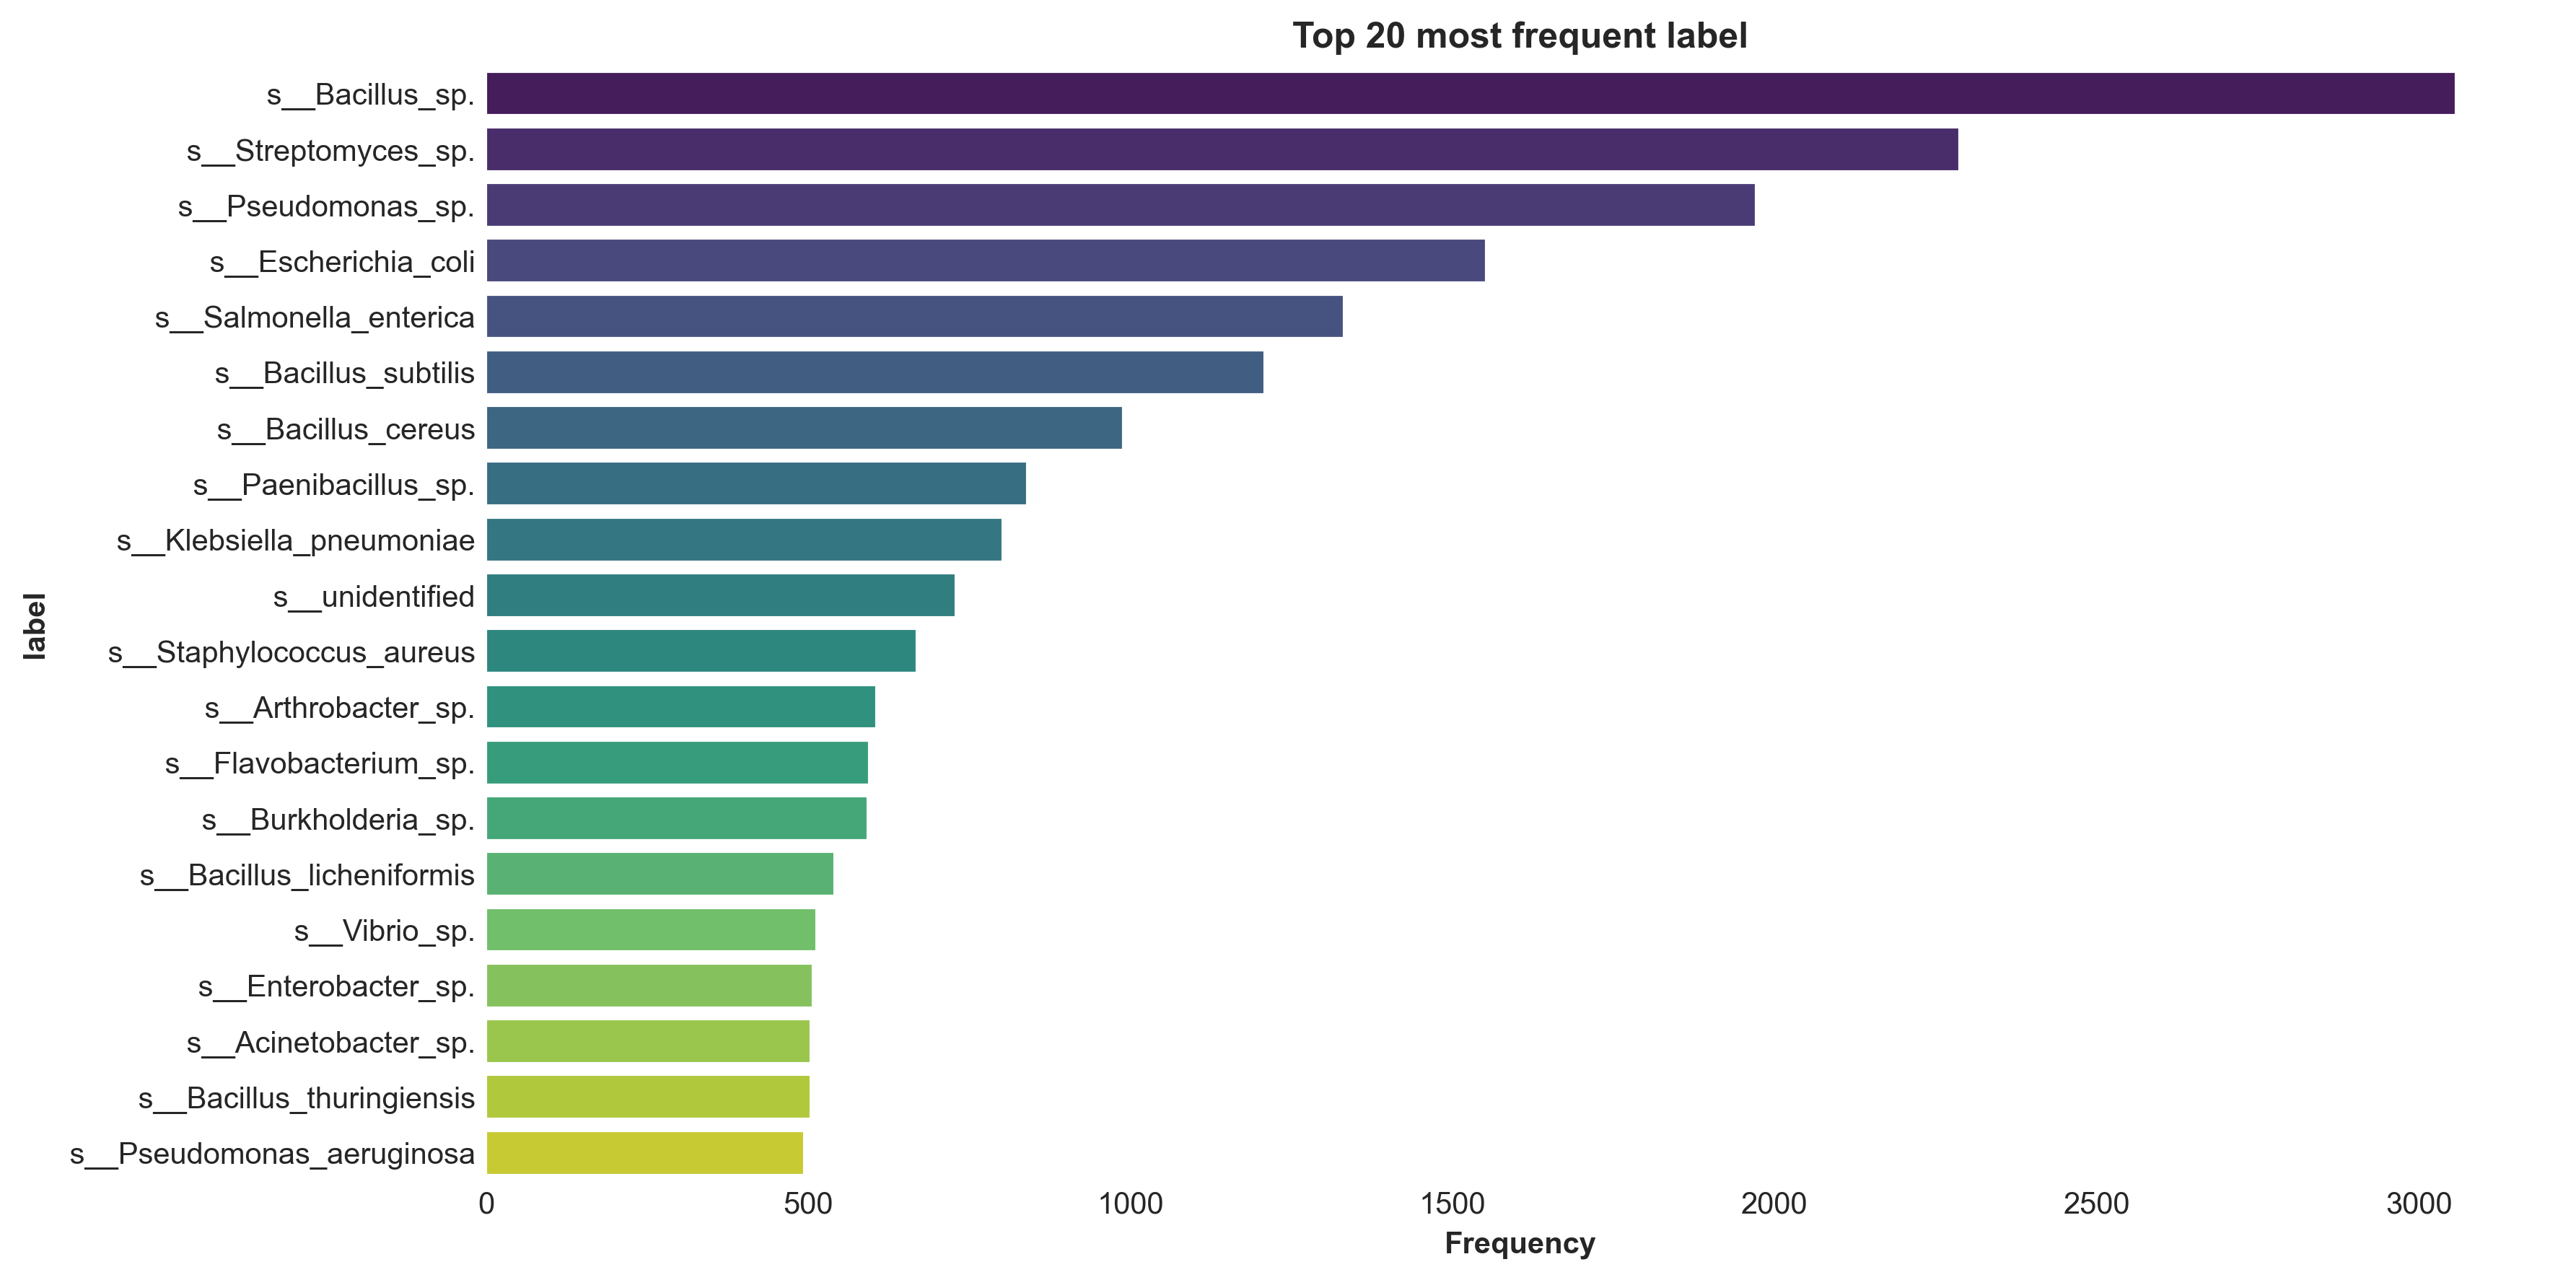 Top 20 most frequent label
s__Bacillus_sp.
s__Streptomyces_sp.
s__Pseudomonas_sp.
s__Escherichia_coli
s__Salmonella_enterica
s__Bacillus_subtilis
s__Bacillus_cereus
s__Paenibacillus_sp.
s__Klebsiella_pneumoniae
s__unidentified
s__Staphylococcus_aureus
s__Arthrobacter_sp.
s__Flavobacterium_sp.
s__Burkholderia_sp.
s__Bacillus_licheniformis
s__Vibrio_sp.
s__Enterobacter_sp.
s__Acinetobacter_sp.
s__Bacillus_thuringiensis
s__Pseudomonas_aeruginosa
label
0 500 1000 1500 2000 2500 3000
Frequency